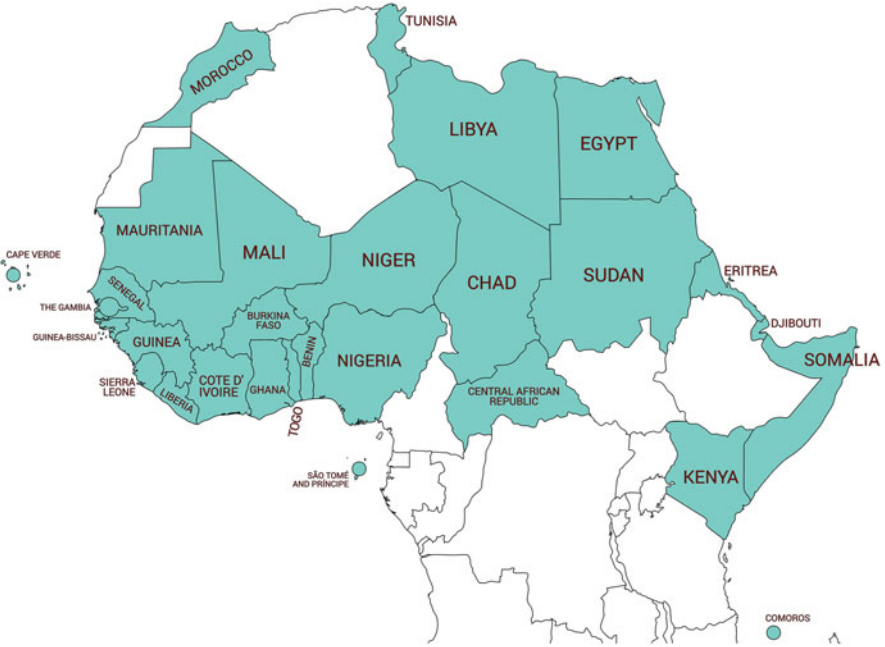 TUNISIA
MOROCCO
LIBYA
EGYPT
MAURITANIA
MALI
CAPE VERDE
NIGER
CHAD
SUDAN
ERITREA
SENEGAL
THE GAMBIA
BURKINA
FASO
DJIBOUTI
GUINEA-BISSAU
GUINEA
BENIN
NIGERIA
SOMALIA
SIERRA
LEONE
LIBERIA
COTE D'
IVOIRE
GHANA
CENTRAL AFRICAN
REPUBLIC
TOGO
SÃO TOMÉ
AND PRÍNCIPE
KENYA
COMOROS